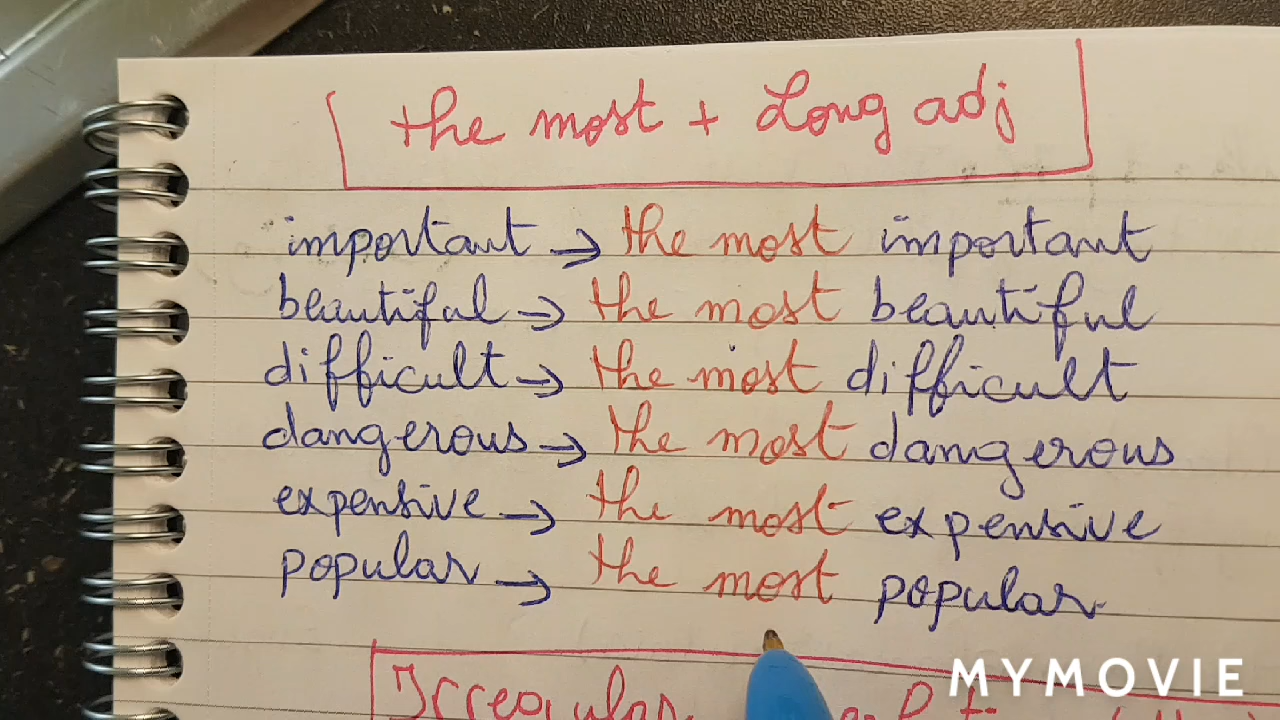 the most + Long adj
important → the most important
beautiful → the most beautiful
difficult → the most difficult
dangerous → the most dangerous
expensive → the most expensive
popular → the most popular
Irregular
MYMOVIE